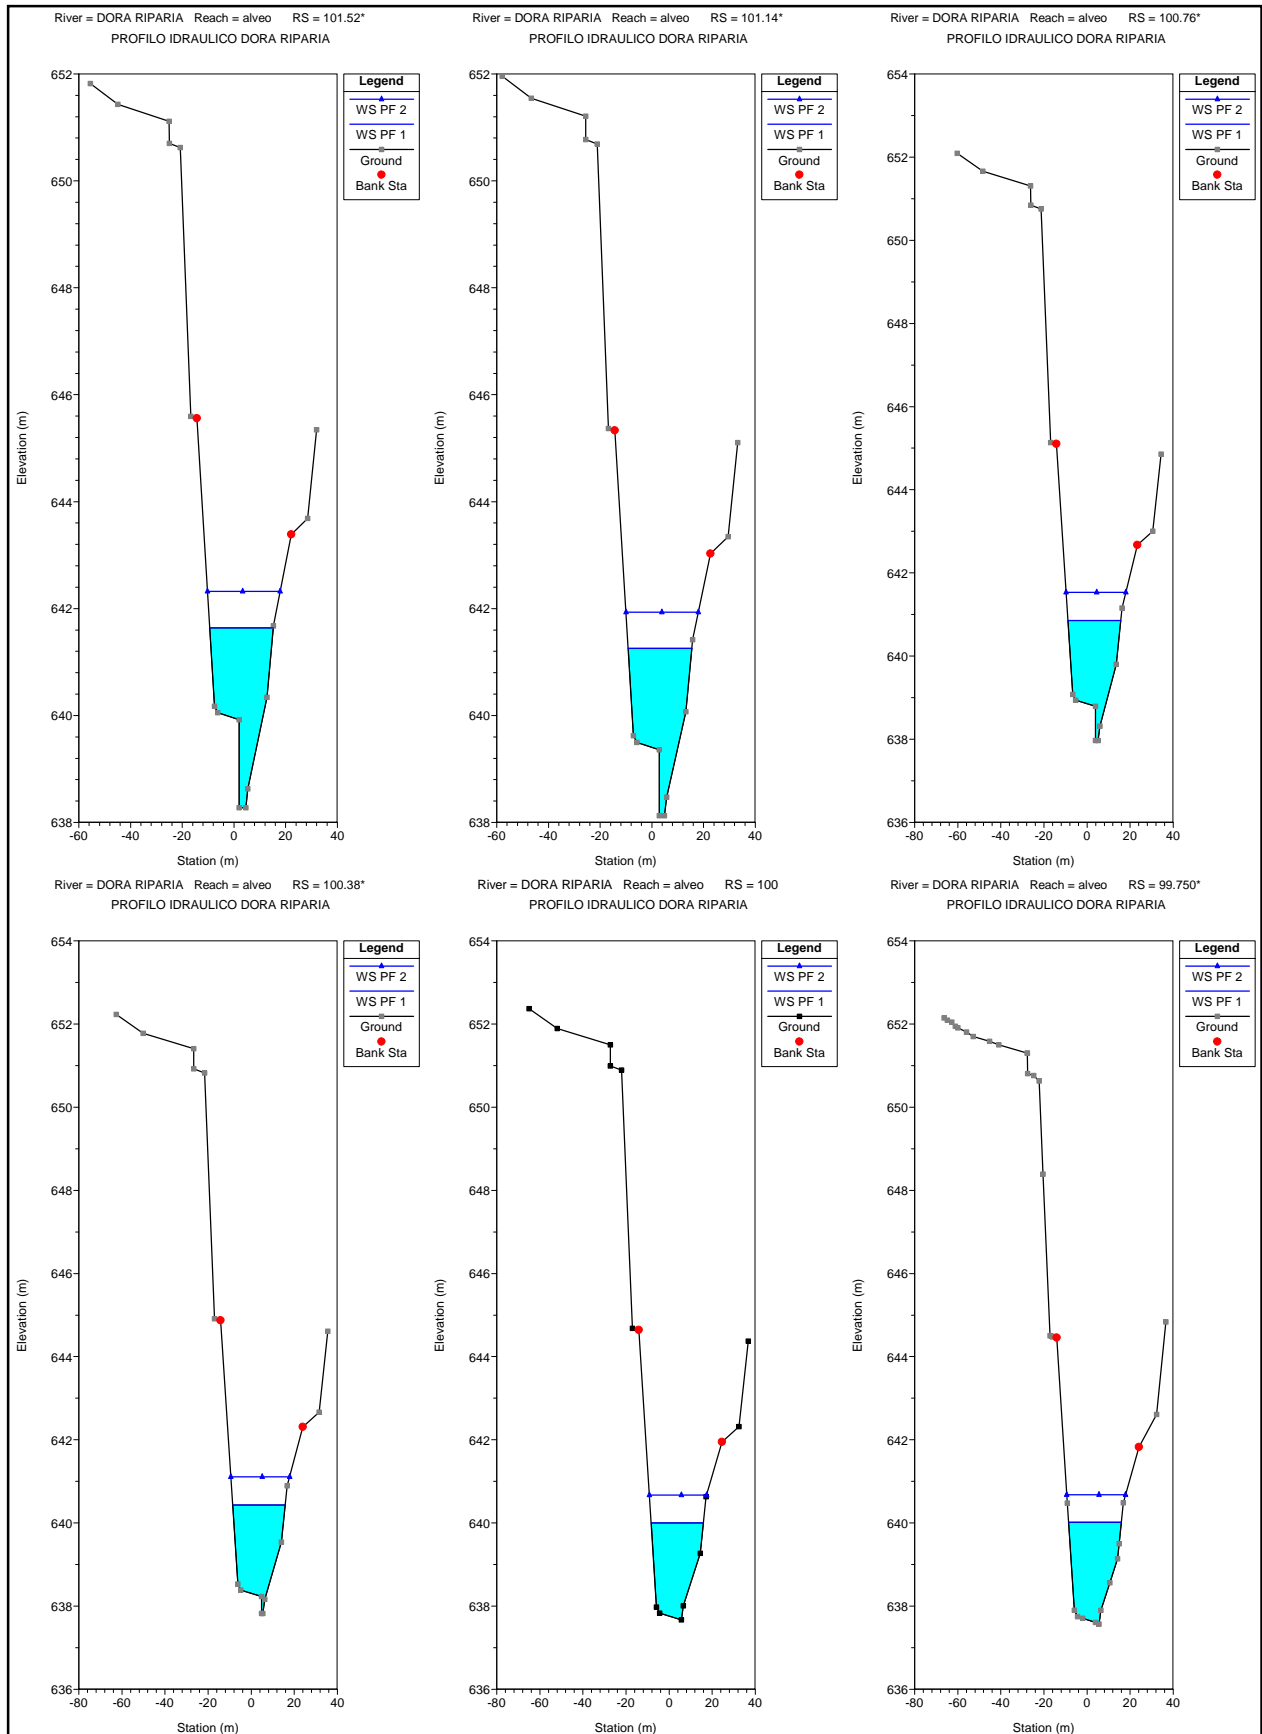 River = DORA RIPARIA   Reach = alveo      RS = 101.52*
PROFILO IDRAULICO DORA RIPARIA
652
650
648
646
644
642
640
638
-60 -40 -20 0 20 40
Station (m)
Elevation (m)
Legend
WS PF 2
WS PF 1
Ground
Bank Sta
River = DORA RIPARIA   Reach = alveo      RS = 101.14*
PROFILO IDRAULICO DORA RIPARIA
652
650
648
646
644
642
640
638
-60 -40 -20 0 20 40
Station (m)
Elevation (m)
Legend
WS PF 2
WS PF 1
Ground
Bank Sta
River = DORA RIPARIA   Reach = alveo      RS = 100.76*
PROFILO IDRAULICO DORA RIPARIA
654
652
650
648
646
644
642
640
638
636
-80 -60 -40 -20 0 20 40
Station (m)
Elevation (m)
Legend
WS PF 2
WS PF 1
Ground
Bank Sta
River = DORA RIPARIA   Reach = alveo      RS = 100.38*
PROFILO IDRAULICO DORA RIPARIA
654
652
650
648
646
644
642
640
638
636
-80 -60 -40 -20 0 20 40
Station (m)
Elevation (m)
Legend
WS PF 2
WS PF 1
Ground
Bank Sta
River = DORA RIPARIA   Reach = alveo      RS = 100
PROFILO IDRAULICO DORA RIPARIA
654
652
650
648
646
644
642
640
638
636
-80 -60 -40 -20 0 20 40
Station (m)
Elevation (m)
Legend
WS PF 2
WS PF 1
Ground
Bank Sta
River = DORA RIPARIA   Reach = alveo      RS = 99.750*
PROFILO IDRAULICO DORA RIPARIA
654
652
650
648
646
644
642
640
638
636
-80 -60 -40 -20 0 20 40
Station (m)
Elevation (m)
Legend
WS PF 2
WS PF 1
Ground
Bank Sta